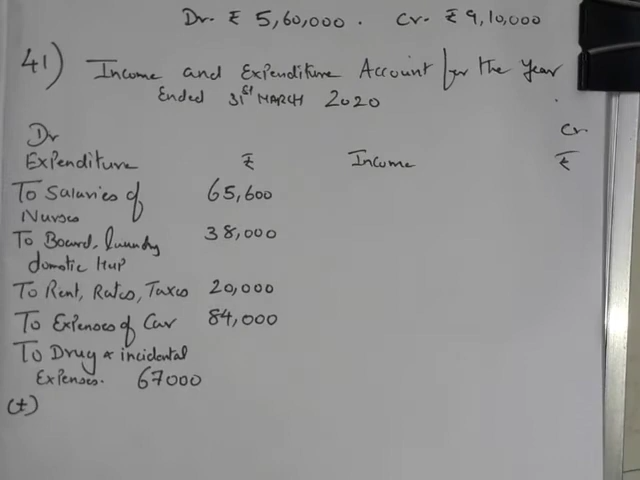 Dr. ₹ 5,60,000. Cr. ₹ 9,10,000
41) Income and Expenditure Account for the Year
Ended 31st MARCH 2020
Dr Cr.
Expenditure ₹ Income ₹
To Salaries of 65,600
Nurses
To Board, laundry 38,000
domstic Hup
To Rent, Rates, Taxes 20,000
To Expenses of Car 84,000
To Drug & incidental
Expenses. 67000
(+)